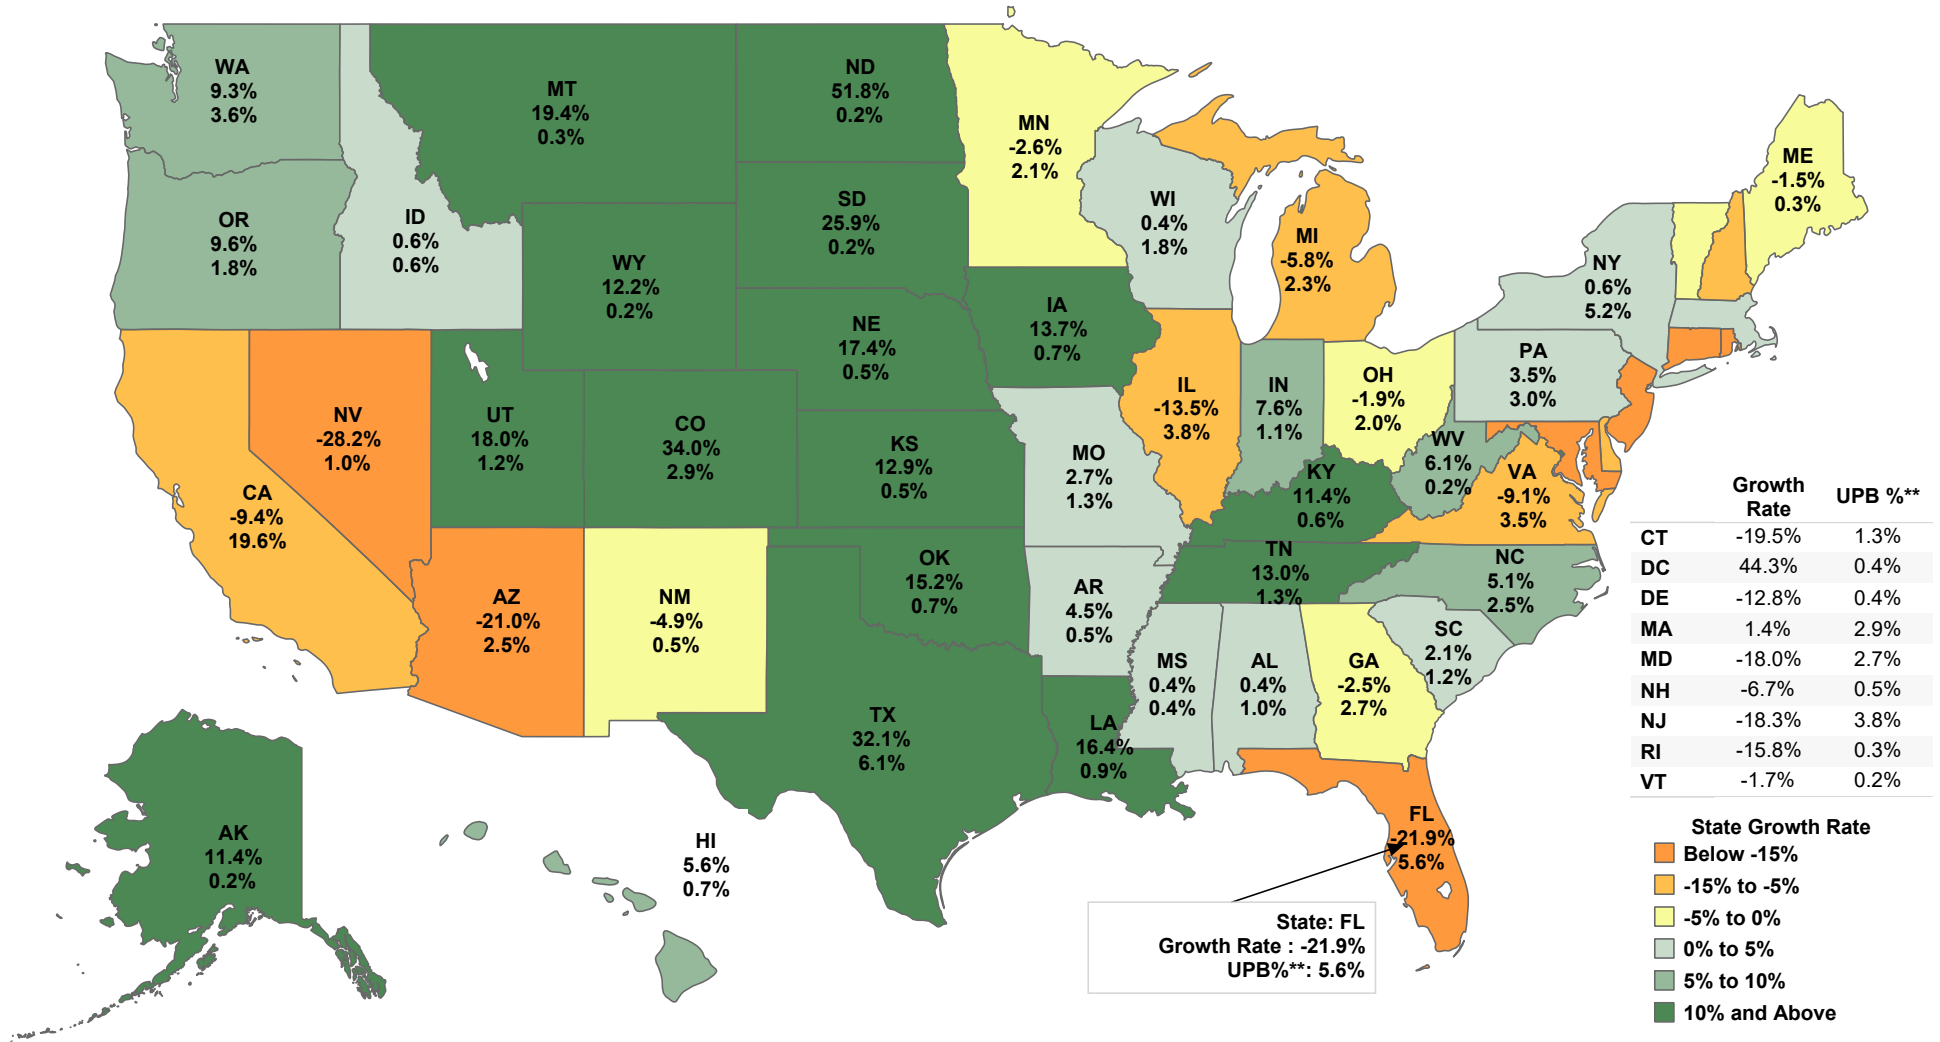 WA
9.3%
3.6%
MT
19.4%
0.3%
ND
51.8%
0.2%
MN
-2.6%
2.1%
ME
-1.5%
0.3%
OR
9.6%
1.8%
ID
0.6%
0.6%
SD
25.9%
0.2%
WI
0.4%
1.8%
MI
-5.8%
2.3%
NY
0.6%
5.2%
WY
12.2%
0.2%
IA
13.7%
0.7%
NE
17.4%
0.5%
PA
3.5%
3.0%
NV
-28.2%
1.0%
UT
18.0%
1.2%
CO
34.0%
2.9%
KS
12.9%
0.5%
MO
2.7%
1.3%
IL
-13.5%
3.8%
IN
7.6%
1.1%
OH
-1.9%
2.0%
WV
6.1%
0.2%
VA
-9.1%
3.5%
KY
11.4%
0.6%
CA
-9.4%
19.6%
AZ
-21.0%
2.5%
NM
-4.9%
0.5%
OK
15.2%
0.7%
AR
4.5%
0.5%
TN
13.0%
1.3%
NC
5.1%
2.5%
SC
2.1%
1.2%
MS
0.4%
0.4%
AL
0.4%
1.0%
GA
-2.5%
2.7%
TX
32.1%
6.1%
LA
16.4%
0.9%
FL
-21.9%
5.6%
AK
11.4%
0.2%
HI
5.6%
0.7%
State: FL
Growth Rate : -21.9%
UPB%**: 5.6%
Growth Rate UPB %**
CT -19.5% 1.3%
DC 44.3% 0.4%
DE -12.8% 0.4%
MA 1.4% 2.9%
MD -18.0% 2.7%
NH -6.7% 0.5%
NJ -18.3% 3.8%
RI -15.8% 0.3%
VT -1.7% 0.2%
State Growth Rate
Below -15%
-15% to -5%
-5% to 0%
0% to 5%
5% to 10%
10% and Above